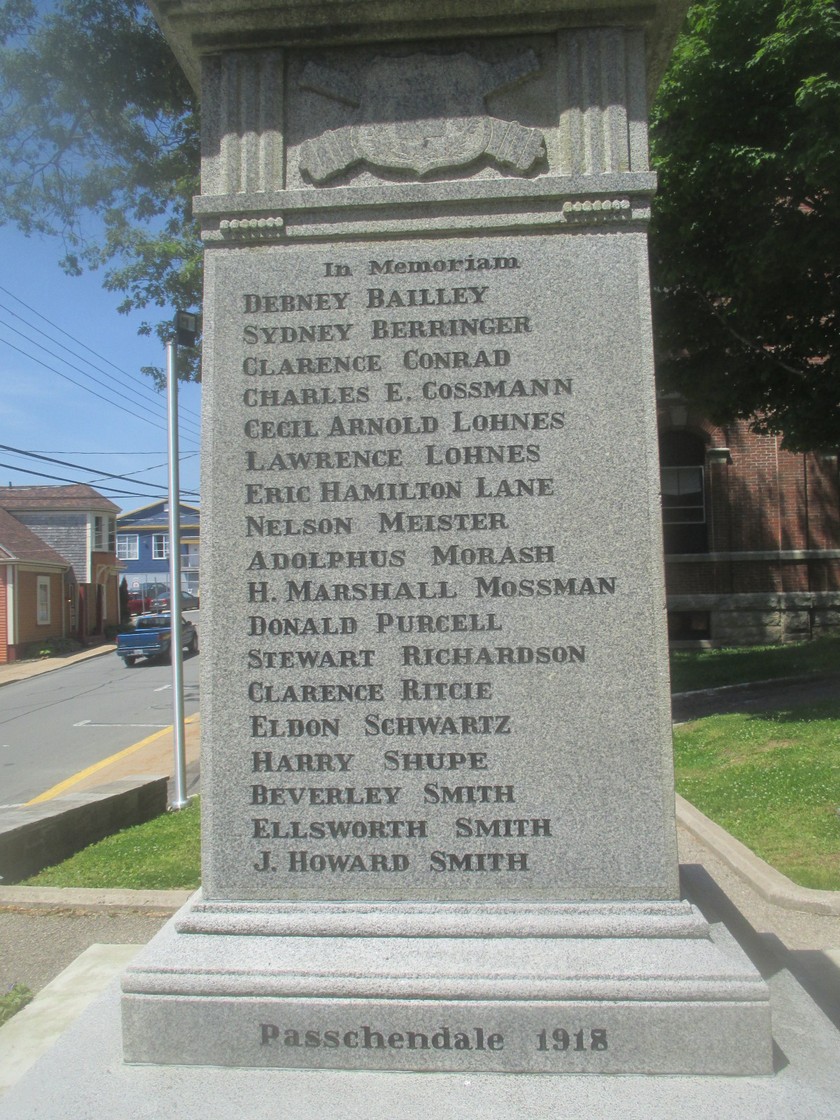 In Memoriam
DEBNEY BAILLEY
SYDNEY BERRINGER
CLARENCE CONRAD
CHARLES E. COSSMANN
CECIL ARNOLD LOHNES
LAWRENCE LOHNES
ERIC HAMILTON LANE
NELSON MEISTER
ADOLPHUS MORASH
H. MARSHALL MOSSMAN
DONALD PURCELL
STEWART RICHARDSON
CLARENCE RITCIE
ELDON SCHWARTZ
HARRY SHUPE
BEVERLEY SMITH
ELLSWORTH SMITH
J. HOWARD SMITH
Passchendale 1918